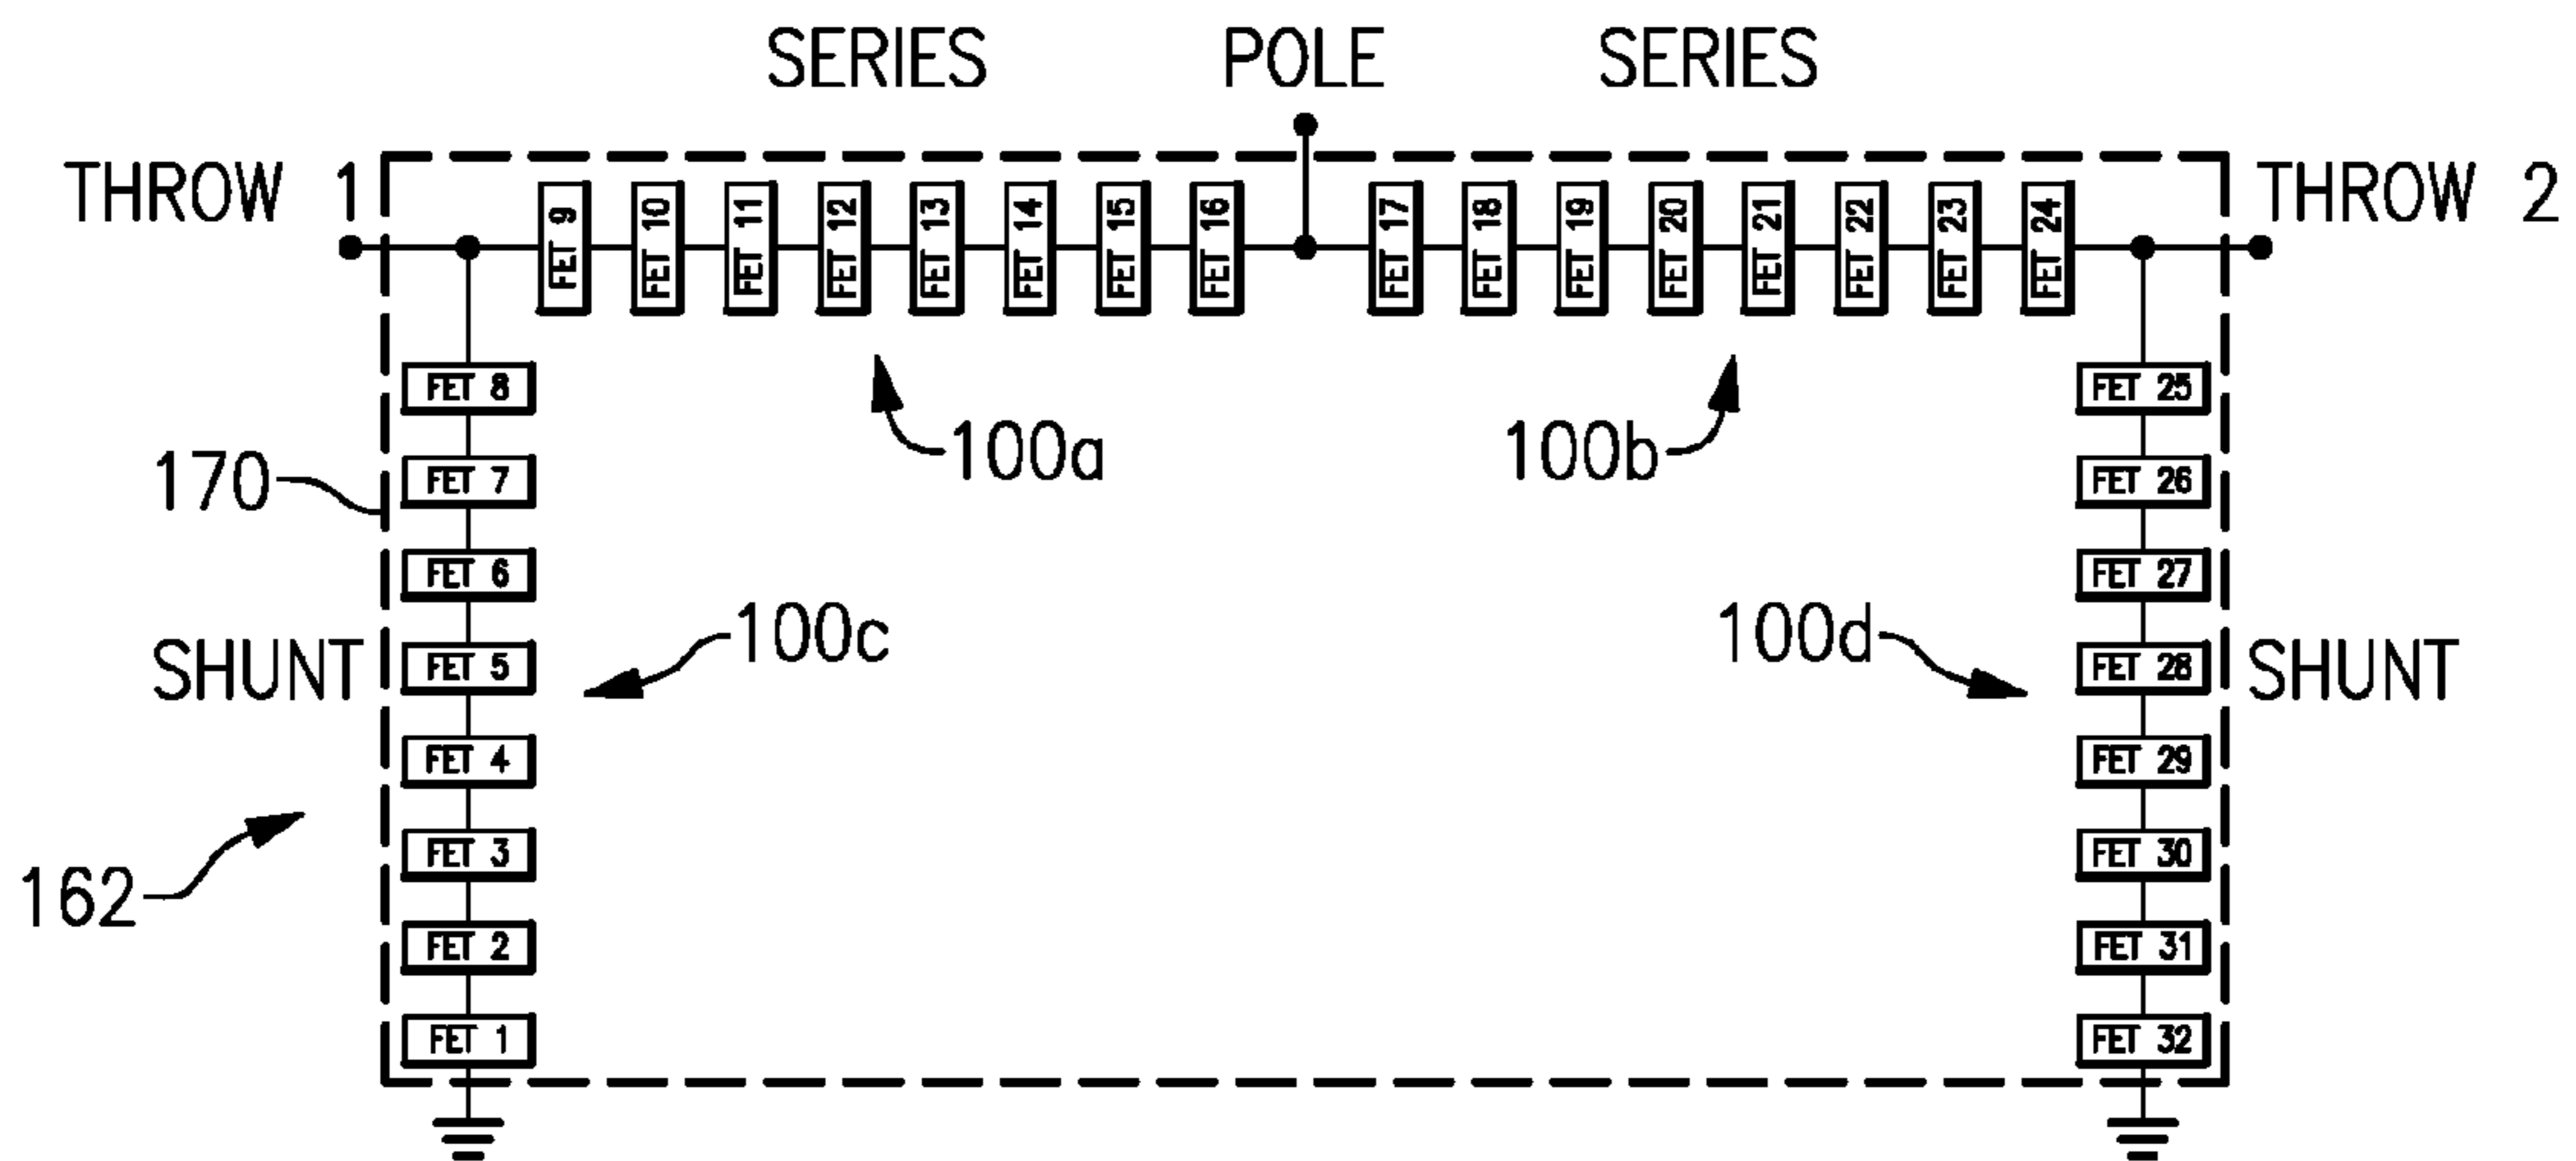 SERIES POLE SERIES
THROW 1
THROW 2
FET 9
FET 10
FET 11
FET 12
FET 13
FET 14
FET 15
FET 16
FET 17
FET 18
FET 19
FET 20
FET 21
FET 22
FET 23
FET 24
FET 8
FET 25
100a
100b
170
FET 7
FET 26
FET 6
FET 27
100c
100d
SHUNT
FET 5
FET 28
SHUNT
FET 4
FET 29
FET 3
FET 30
162
FET 2
FET 31
FET 1
FET 32